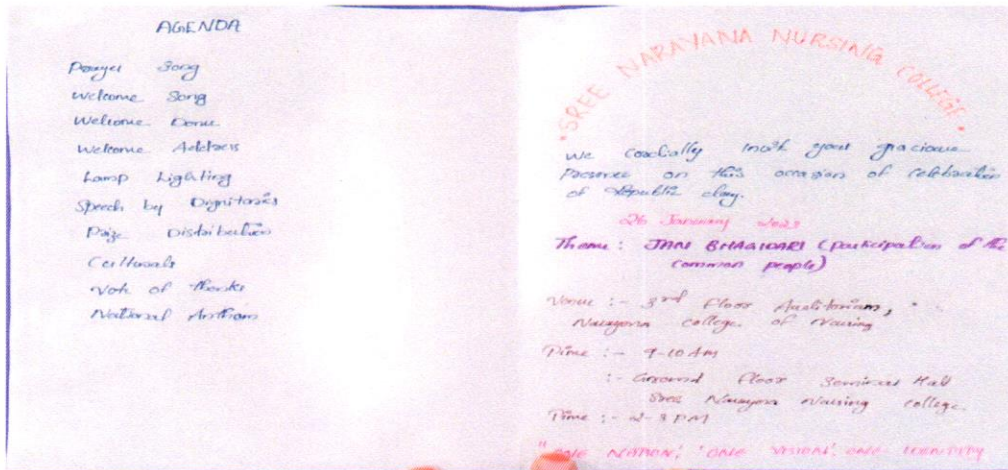 AGENDA
Prayer Song
Welcome Song
Welcome Dance
Welcome Address
Lamp Lighting
Speech by Dignitaries
Prize Distribution
Culturals
Vote of Thanks
National Anthem
• SREE NARAYANA NURSING COLLEGE •
We Cordially invite your gracious
Presence on this occasion of celebration
of Republic day.
26 January 2023
Theme : JAN BHAGIDARI (participation of the
common people)
Venue :- 3rd Floor Auditorium,
Narayana college of Nursing
Time :- 9-10 AM
:- Ground Floor Seminar Hall
Sree Narayana Nursing college.
Time :- 2-3 PM
"ONE NATION', 'ONE VISION', ONE IDENTITY